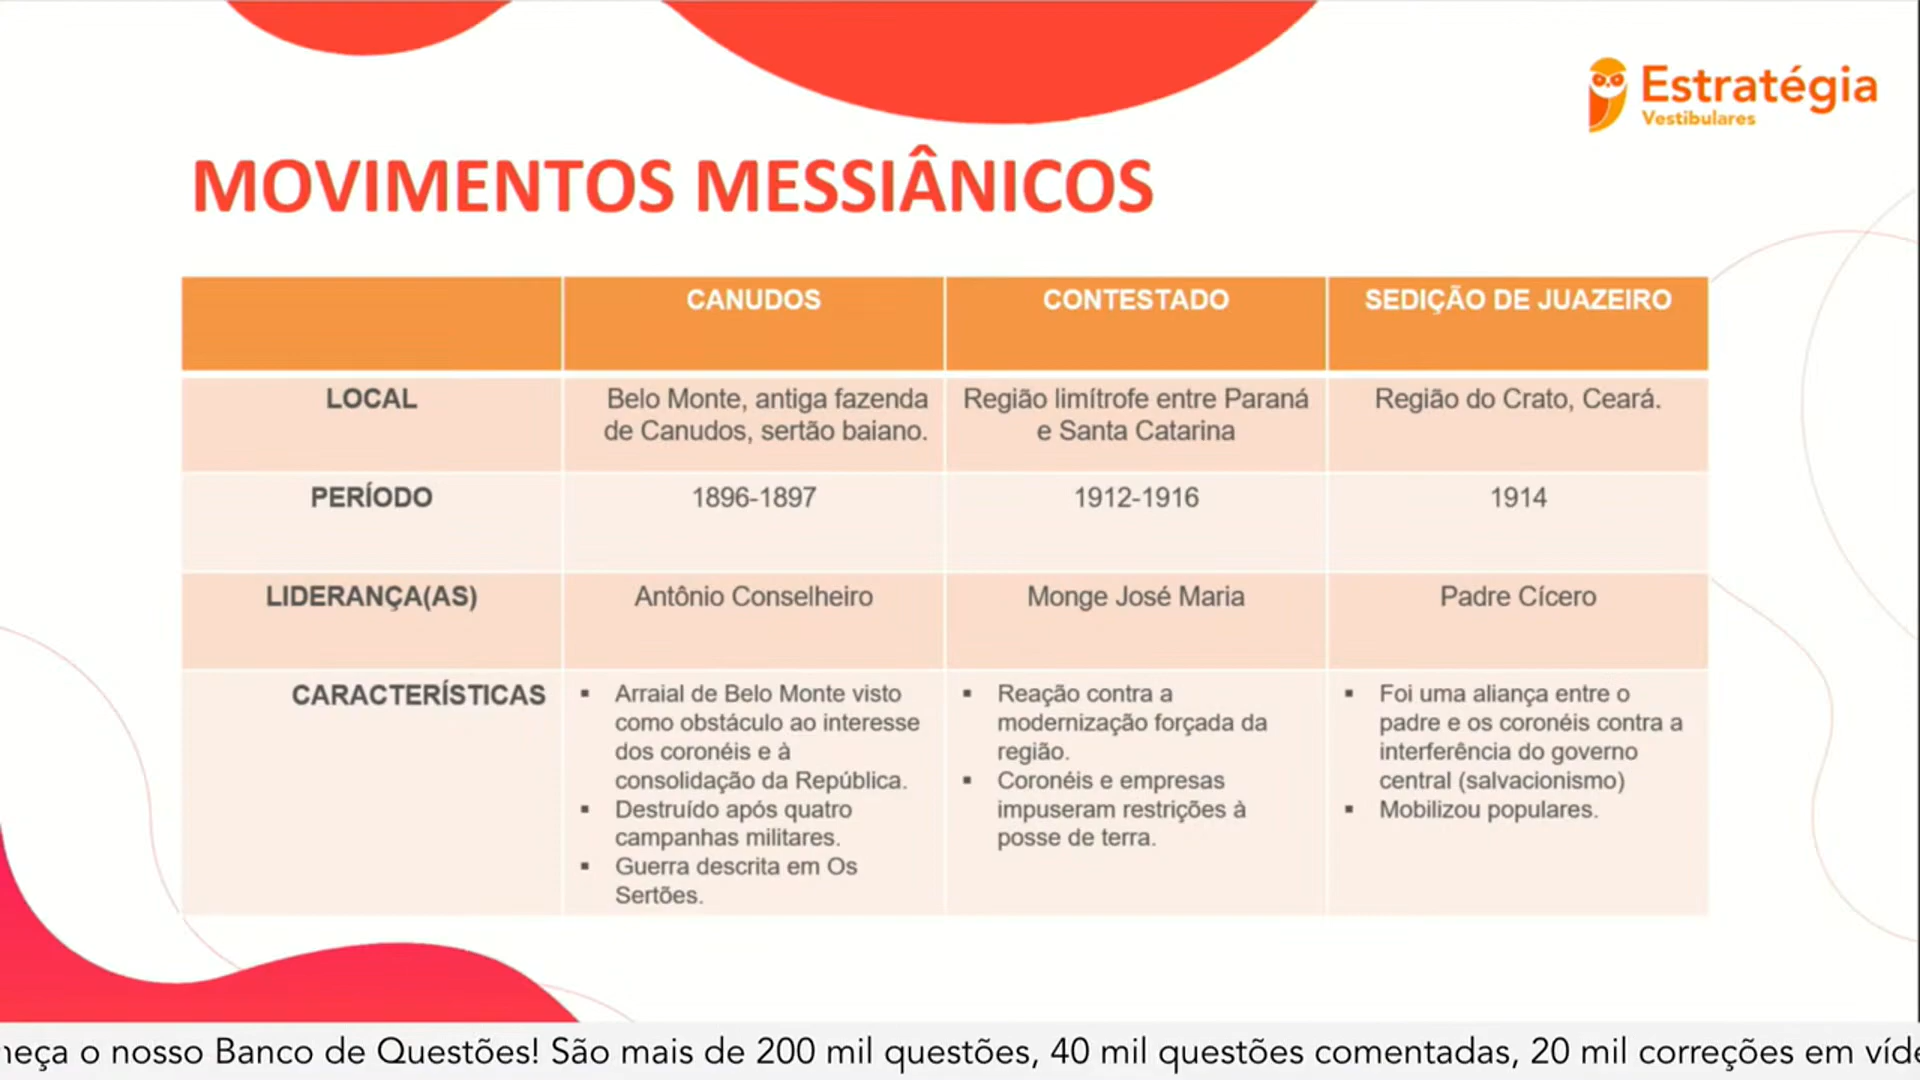 Estratégia
Vestibulares
MOVIMENTOS MESSIÂNICOS
CANUDOS
CONTESTADO
SEDIÇÃO DE JUAZEIRO
LOCAL
Belo Monte, antiga fazenda
de Canudos, sertão baiano.
Região limítrofe entre Paraná
e Santa Catarina
Região do Crato, Ceará.
PERÍODO
1896-1897
1912-1916
1914
LIDERANÇA(AS)
Antônio Conselheiro
Monge José Maria
Padre Cícero
CARACTERÍSTICAS
▪ Arraial de Belo Monte visto
como obstáculo ao interesse
dos coronéis e à
consolidação da República.
▪ Destruído após quatro
campanhas militares.
▪ Guerra descrita em Os
Sertões.
▪ Reação contra a
modernização forçada da
região.
▪ Coronéis e empresas
impuseram restrições à
posse de terra.
▪ Foi uma aliança entre o
padre e os coronéis contra a
interferência do governo
central (salvacionismo)
▪ Mobilizou populares.
o nosso Banco de Questões! São mais de 200 mil questões, 40 mil questões comentadas, 20 mil correções em